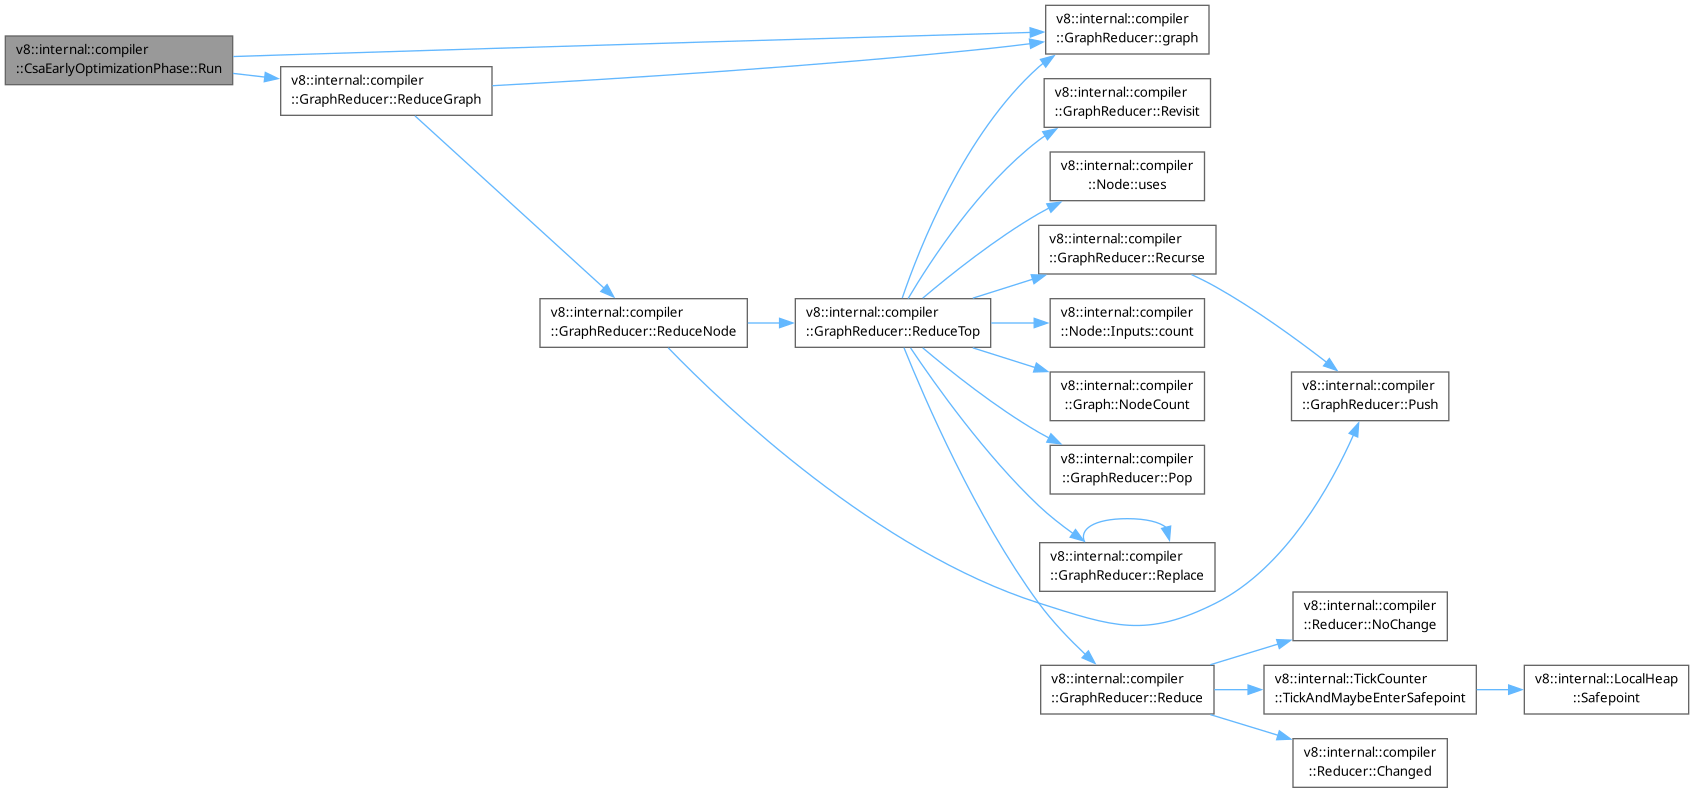 v8::internal::compiler
::CsaEarlyOptimizationPhase::Run
v8::internal::compiler
::GraphReducer::ReduceGraph
v8::internal::compiler
::GraphReducer::ReduceNode
v8::internal::compiler
::GraphReducer::ReduceTop
v8::internal::compiler
::GraphReducer::graph
v8::internal::compiler
::GraphReducer::Revisit
v8::internal::compiler
::Node::uses
v8::internal::compiler
::GraphReducer::Recurse
v8::internal::compiler
::Node::Inputs::count
v8::internal::compiler
::Graph::NodeCount
v8::internal::compiler
::GraphReducer::Pop
v8::internal::compiler
::GraphReducer::Replace
v8::internal::compiler
::GraphReducer::Reduce
v8::internal::compiler
::GraphReducer::Push
v8::internal::compiler
::Reducer::NoChange
v8::internal::TickCounter
::TickAndMaybeEnterSafepoint
v8::internal::compiler
::Reducer::Changed
v8::internal::LocalHeap
::Safepoint